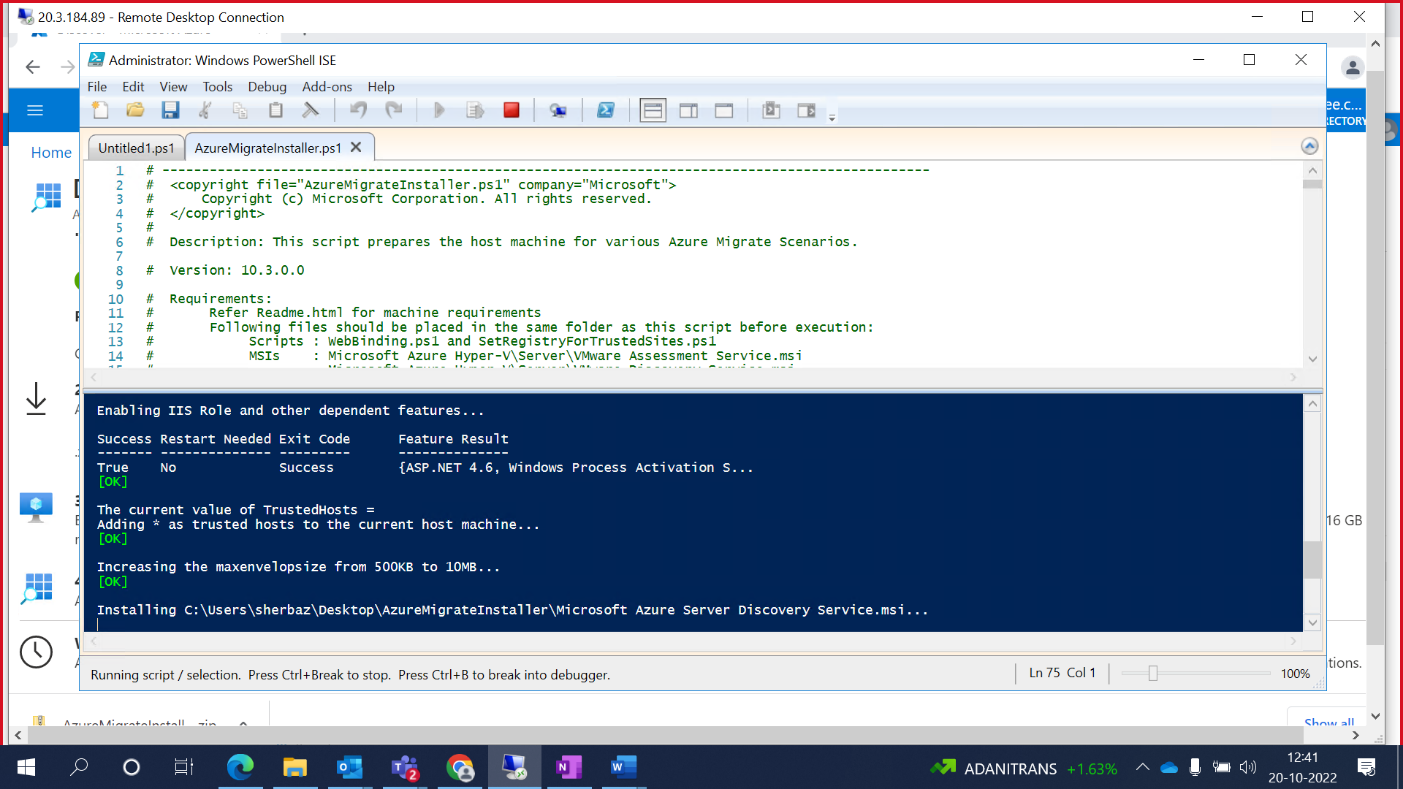 20.3.184.89 - Remote Desktop Connection
Administrator: Windows PowerShell ISE
File Edit View Tools Debug Add-ons Help
ee.c...
RECTORY
Untitled1.ps1 AzureMigrateInstaller.ps1
Home
1 # ------------------------------------------------------------------------------------------------
2 # <copyright file="AzureMigrateInstaller.ps1" company="Microsoft">
3 # Copyright (c) Microsoft Corporation. All rights reserved.
4 # </copyright>
5 #
6 # Description: This script prepares the host machine for various Azure Migrate Scenarios.
7
8 # Version: 10.3.0.0
9
10 # Requirements:
11 # Refer Readme.html for machine requirements
12 # Following files should be placed in the same folder as this script before execution:
13 # Scripts : WebBinding.ps1 and SetRegistryForTrustedSites.ps1
14 # MSIs : Microsoft Azure Hyper-V\Server\VMware Assessment Service.msi
Enabling IIS Role and other dependent features...
Success Restart Needed Exit Code Feature Result
------- -------------- --------- --------------
True No Success {ASP.NET 4.6, Windows Process Activation S...
[OK]
The current value of TrustedHosts =
Adding * as trusted hosts to the current host machine...
[OK]
16 GB
Increasing the maxenvelopsize from 500KB to 10MB...
[OK]
Installing C:\Users\sherbaz\Desktop\AzureMigrateInstaller\Microsoft Azure Server Discovery Service.msi...
tions.
Running script / selection. Press Ctrl+Break to stop. Press Ctrl+B to break into debugger.
Ln 75 Col 1
100%
AzureMigrateInstall....zip
Show all
2
ADANITRANS +1.63%
12:41
20-10-2022